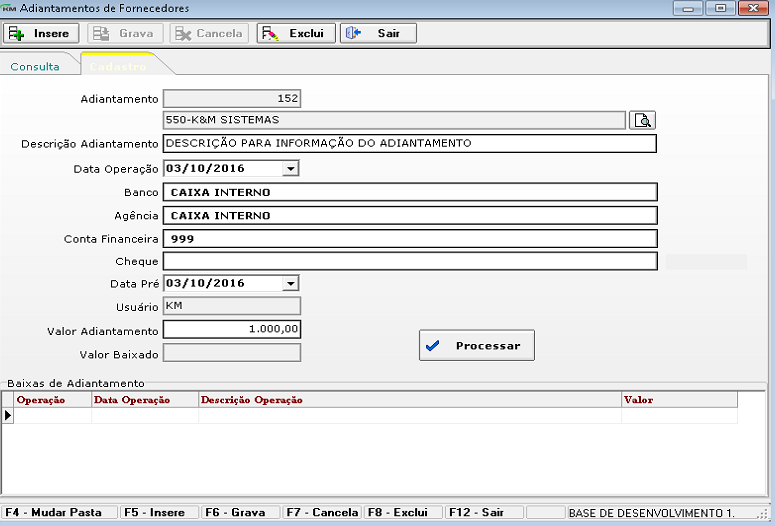 KM Adiantamentos de Fornecedores
Insere Grava Cancela Exclui Sair
Consulta Cadastro
Adiantamento 152
550-K&M SISTEMAS
Descrição Adiantamento DESCRIÇÃO PARA INFORMAÇÃO DO ADIANTAMENTO
Data Operação 03/10/2016
Banco CAIXA INTERNO
Agência CAIXA INTERNO
Conta Financeira 999
Cheque
Data Pré 03/10/2016
Usuário KM
Valor Adiantamento 1.000,00
Processar
Valor Baixado
Baixas de Adiantamento
Operação Data Operação Descrição Operação Valor
F4 - Mudar Pasta F5 - Insere F6 - Grava F7 - Cancela F8 - Exclui F12 - Sair BASE DE DESENVOLVIMENTO 1.